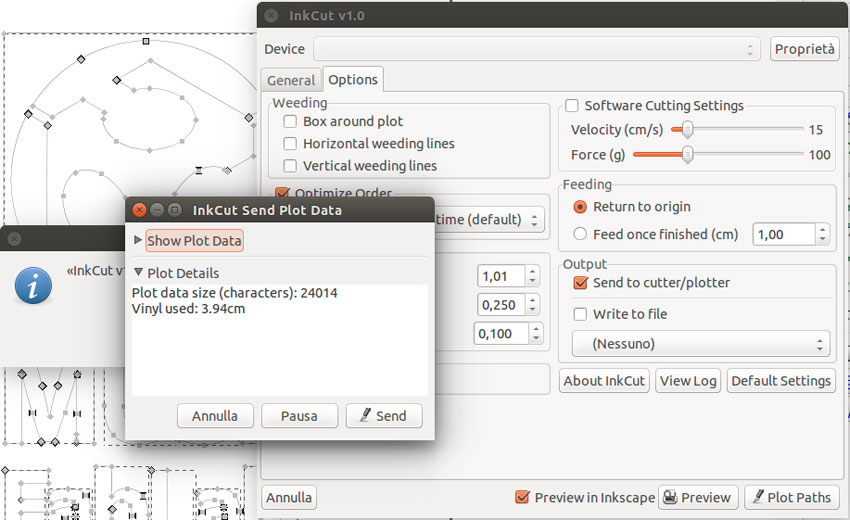 InkCut v1.0
Device
Proprietà
General
Options
Weeding
Box around plot
Horizontal weeding lines
Vertical weeding lines
Optimize Order
time (default)
1,01
0,250
0,100
Software Cutting Settings
Velocity (cm/s)
15
Force (g)
100
Feeding
Return to origin
Feed once finished (cm)
1,00
Output
Send to cutter/plotter
Write to file
(Nessuno)
About InkCut
View Log
Default Settings
Annulla
Preview in Inkscape
Preview
Plot Paths
«InkCut v1
InkCut Send Plot Data
Show Plot Data
Plot Details
Plot data size (characters): 24014
Vinyl used: 3.94cm
Annulla
Pausa
Send